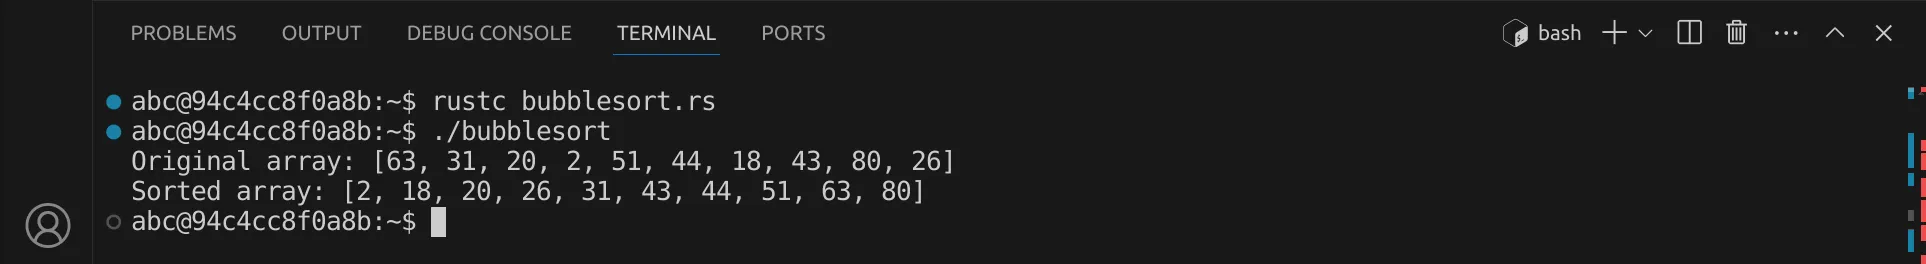 PROBLEMS OUTPUT DEBUG CONSOLE TERMINAL PORTS bash
abc@94c4cc8f0a8b:~$ rustc bubblesort.rs
abc@94c4cc8f0a8b:~$ ./bubblesort
Original array: [63, 31, 20, 2, 51, 44, 18, 43, 80, 26]
Sorted array: [2, 18, 20, 26, 31, 43, 44, 51, 63, 80]
abc@94c4cc8f0a8b:~$